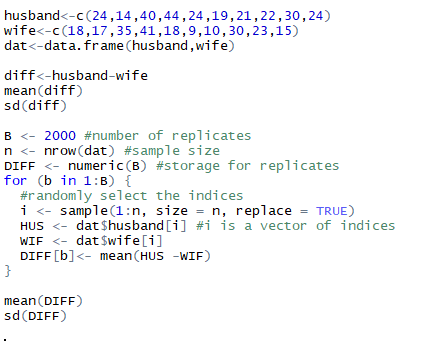 husband<-c(24,14,40,44,24,19,21,22,30,24)
wife<-c(18,17,35,41,18,9,10,30,23,15)
dat<-data.frame(husband,wife)
diff<-husband-wife
mean(diff)
sd(diff)
B <- 2000 #number of replicates
n <- nrow(dat) #sample size
DIFF <- numeric(B) #storage for replicates
for (b in 1:B) {
#randomly select the indices
i <- sample(1:n, size = n, replace = TRUE)
HUS <- dat$husband[i] #i is a vector of indices
WIF <- dat$wife[i]
DIFF[b]<- mean(HUS -WIF)
}
mean(DIFF)
sd(DIFF)